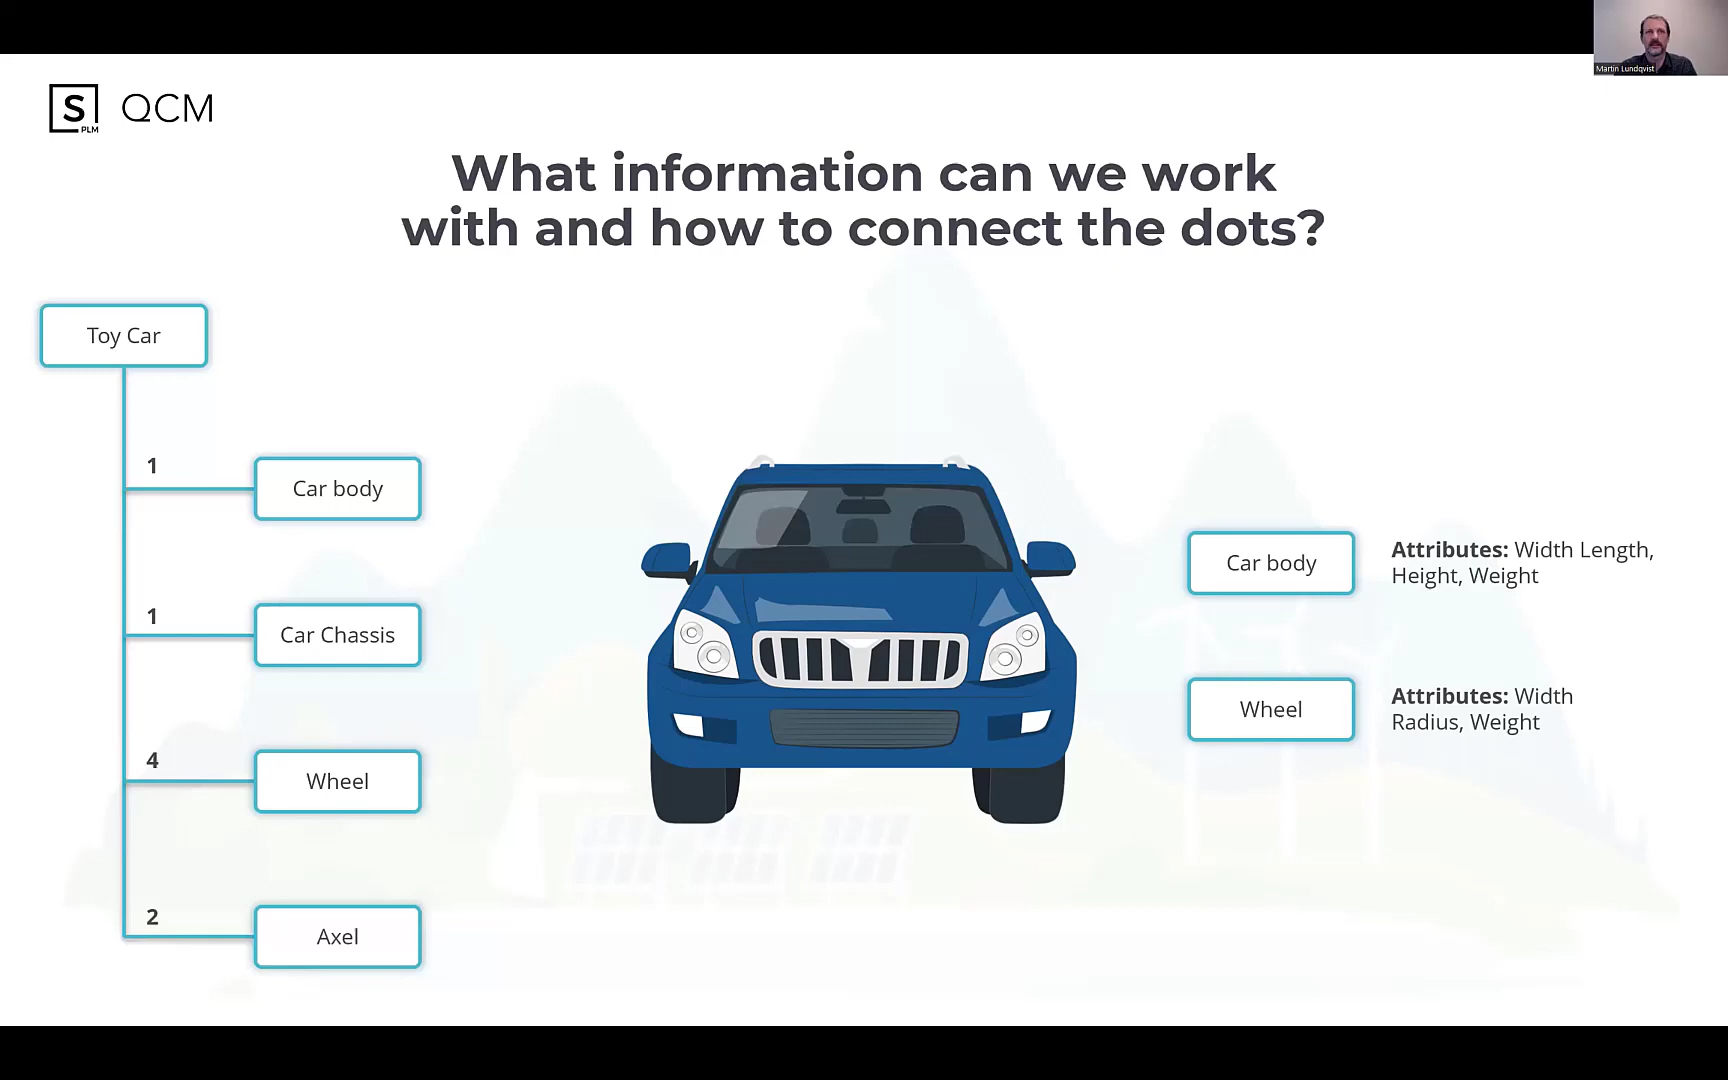 Martin Lundqvist
S
PLM
QCM
What information can we work
with and how to connect the dots?
Toy Car
1
Car body
1
Car Chassis
4
Wheel
2
Axel
Car body
Attributes: Width Length,
Height, Weight
Wheel
Attributes: Width
Radius, Weight